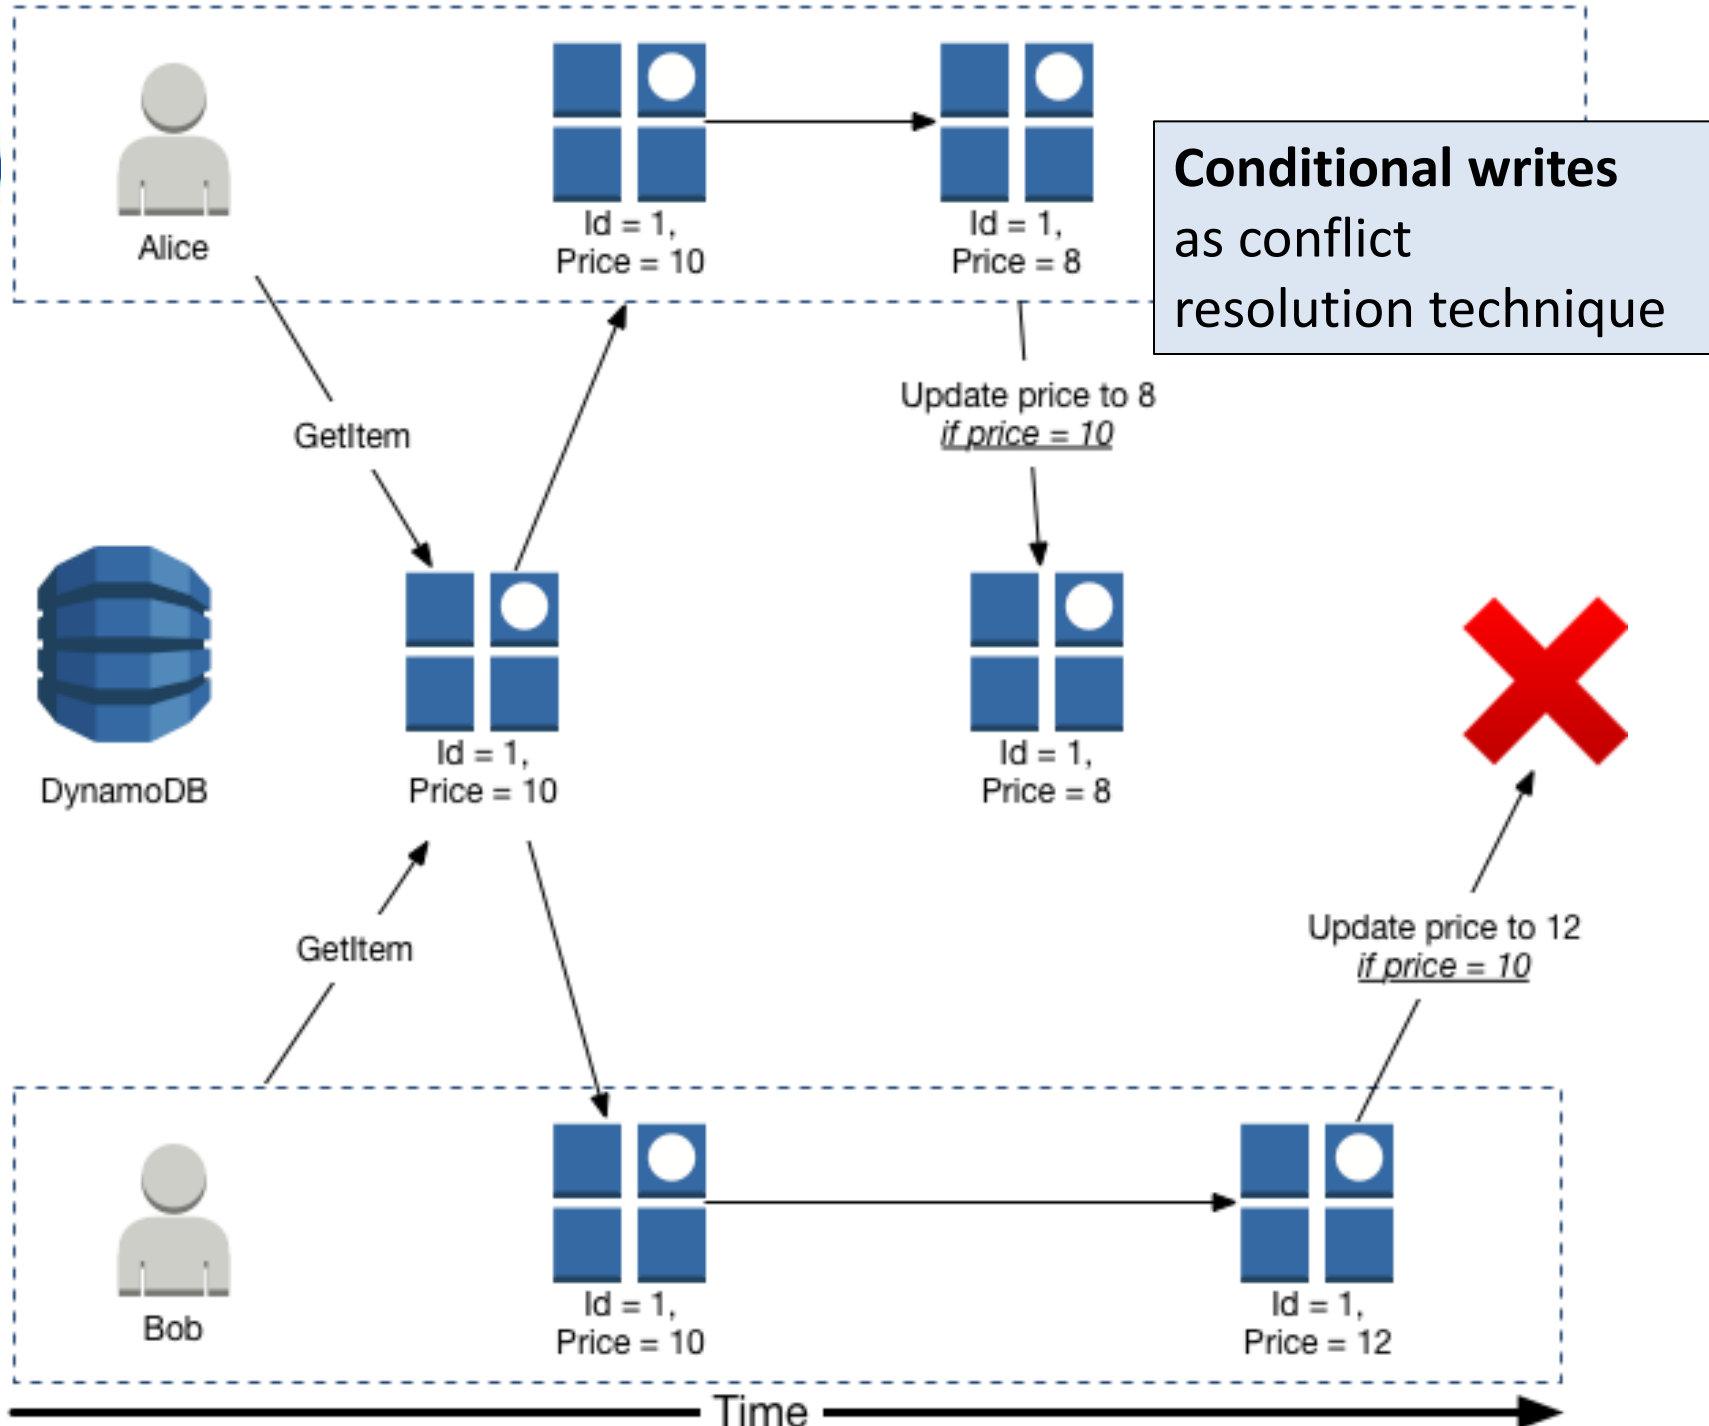 Alice
Id = 1,
Price = 10
Id = 1,
Price = 8
Conditional writes
as conflict
resolution technique
GetItem
Update price to 8
if price = 10
DynamoDB
Id = 1,
Price = 10
Id = 1,
Price = 8
GetItem
Update price to 12
if price = 10
Bob
Id = 1,
Price = 10
Id = 1,
Price = 12
Time